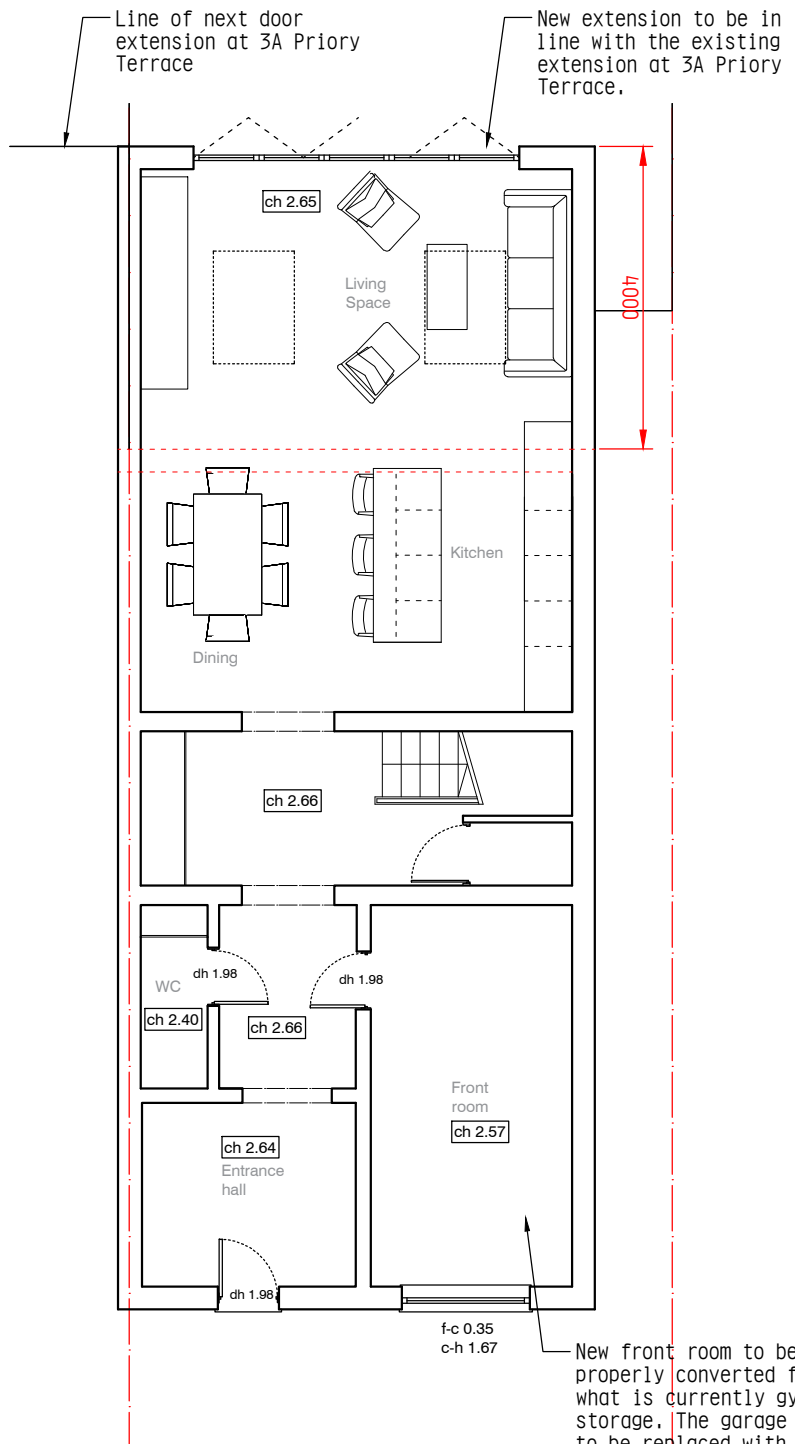 Line of next door
extension at 3A Priory
Terrace
New extension to be in
line with the existing
extension at 3A Priory
Terrace.
ch 2.65
Living
Space
4000
Kitchen
Dining
ch 2.66
dh 1.98
dh 1.98
WC
ch 2.40
ch 2.66
Front
room
ch 2.57
ch 2.64
Entrance
hall
dh 1.98
f-c 0.35
c-h 1.67
New front room to be
properly converted f
what is currently gy
storage. The garage
to be replaced with